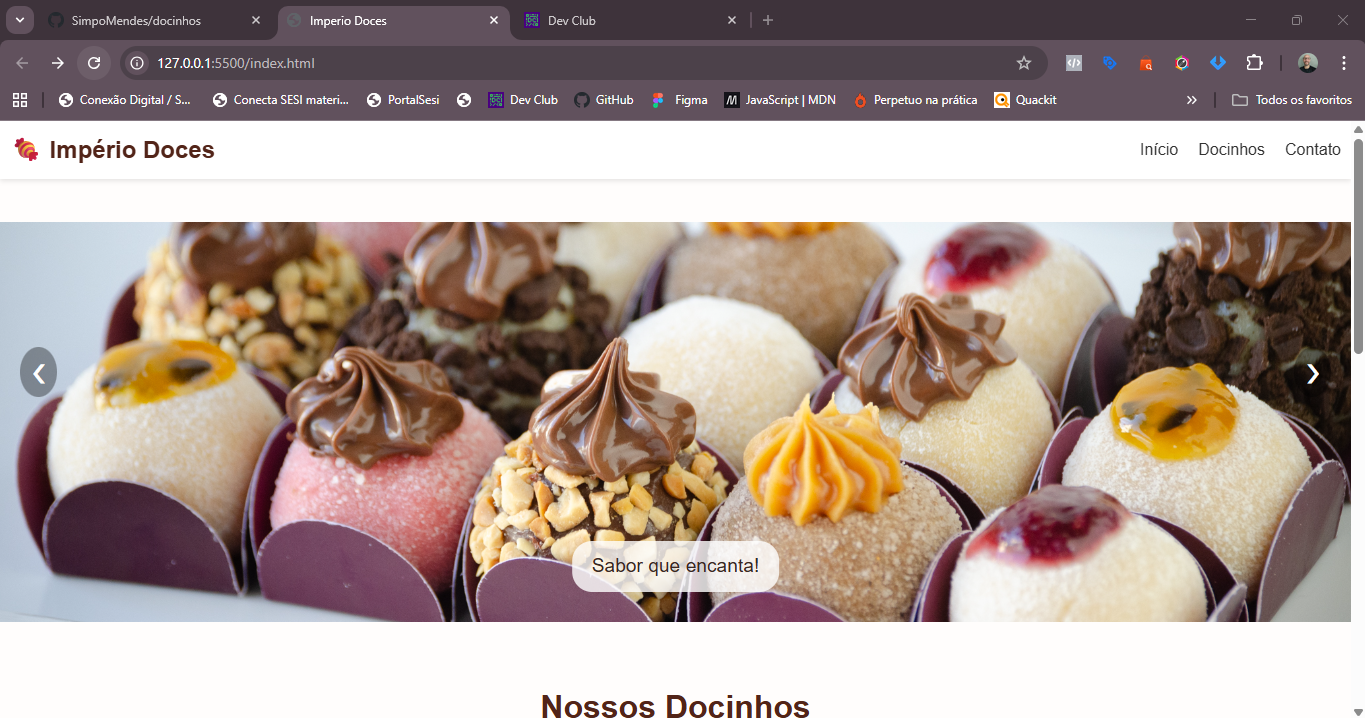 SimpoMendes/docinhos
Imperio Doces
Dev Club
127.0.0.1:5500/index.html
Conexão Digital / S...
Conecta SESI materi...
PortalSesi
Dev Club
GitHub
Figma
JavaScript | MDN
Perpetuo na prática
Quackit
Todos os favoritos
Império Doces
Início
Docinhos
Contato
Sabor que encanta!
Nossos Docinhos